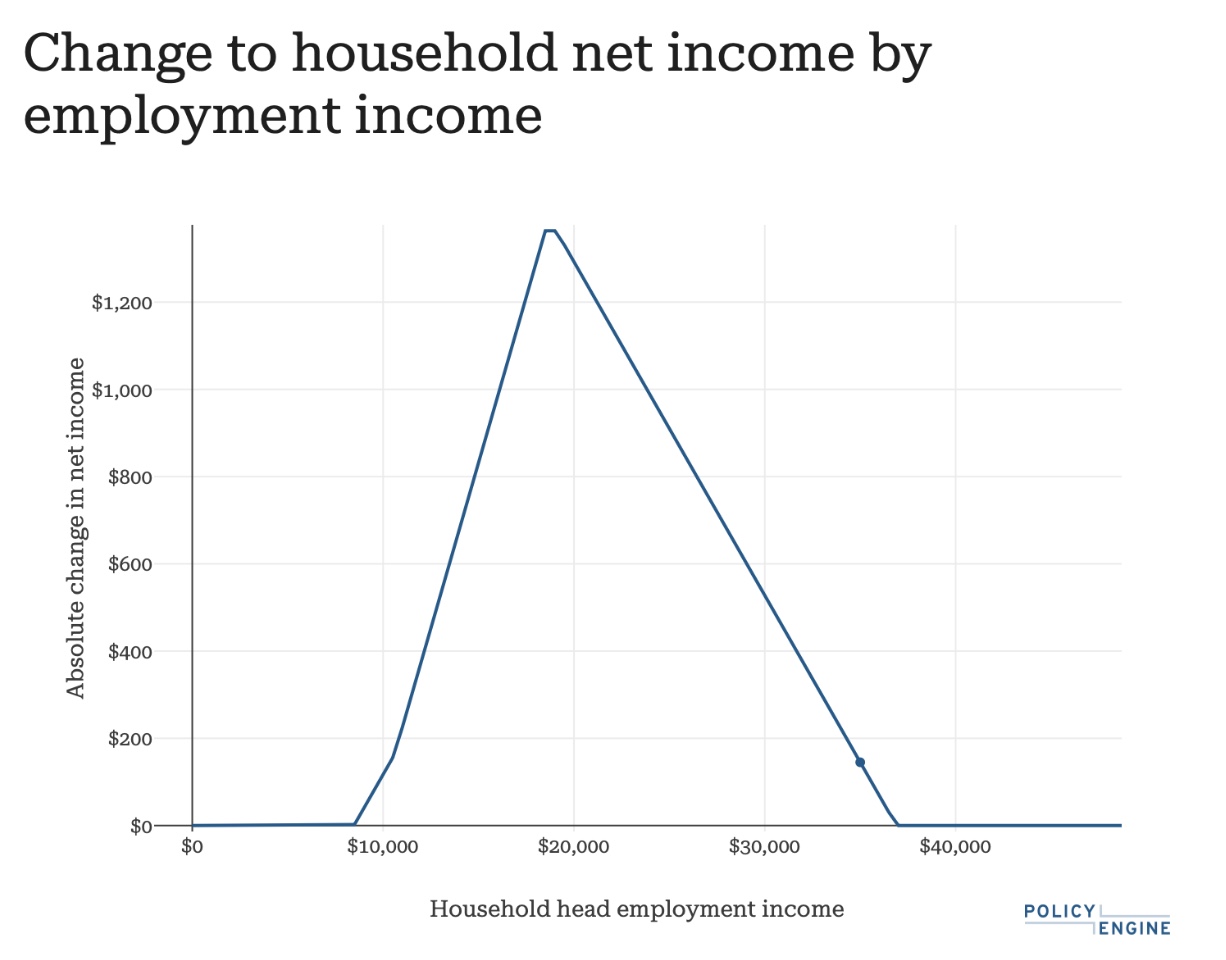 Change to household net income by
employment income
Absolute change in net income
$1,200
$1,000
$800
$600
$400
$200
$0
$0 $10,000 $20,000 $30,000 $40,000
Household head employment income
POLICY
ENGINE